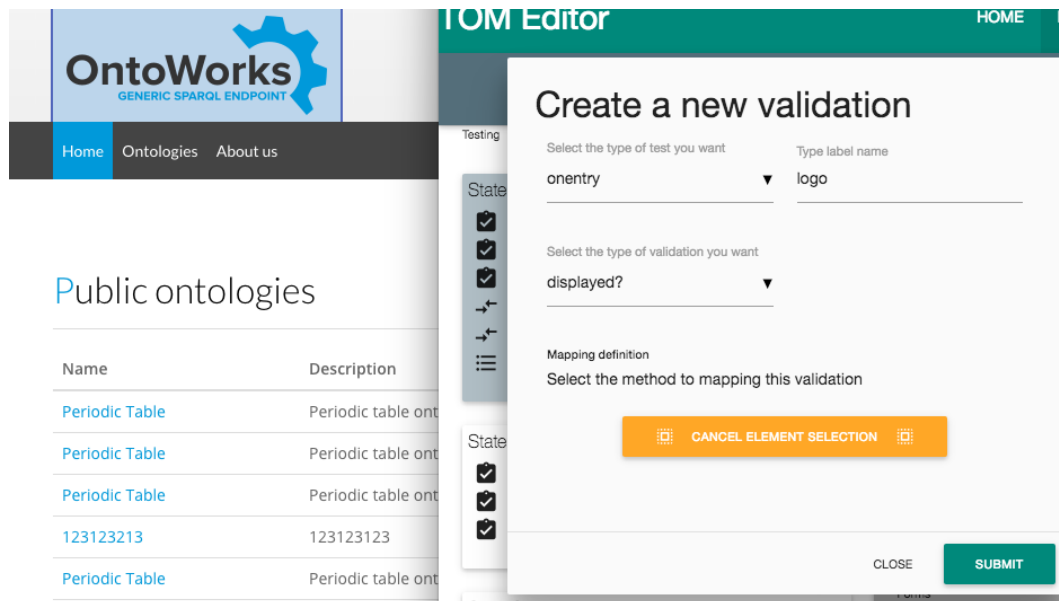 OntoWorks
GENERIC SPARQL ENDPOINT
Home Ontologies About us
Public ontologies
Name Description
Periodic Table Periodic table ont
Periodic Table Periodic table ont
Periodic Table Periodic table ont
123123213 123123123
Periodic Table Periodic table ont
TOM Editor
HOME
Testing
State
State
Create a new validation
Select the type of test you want
onentry
Type label name
logo
Select the type of validation you want
displayed?
Mapping definition
Select the method to mapping this validation
CANCEL ELEMENT SELECTION
CLOSE SUBMIT
Forms